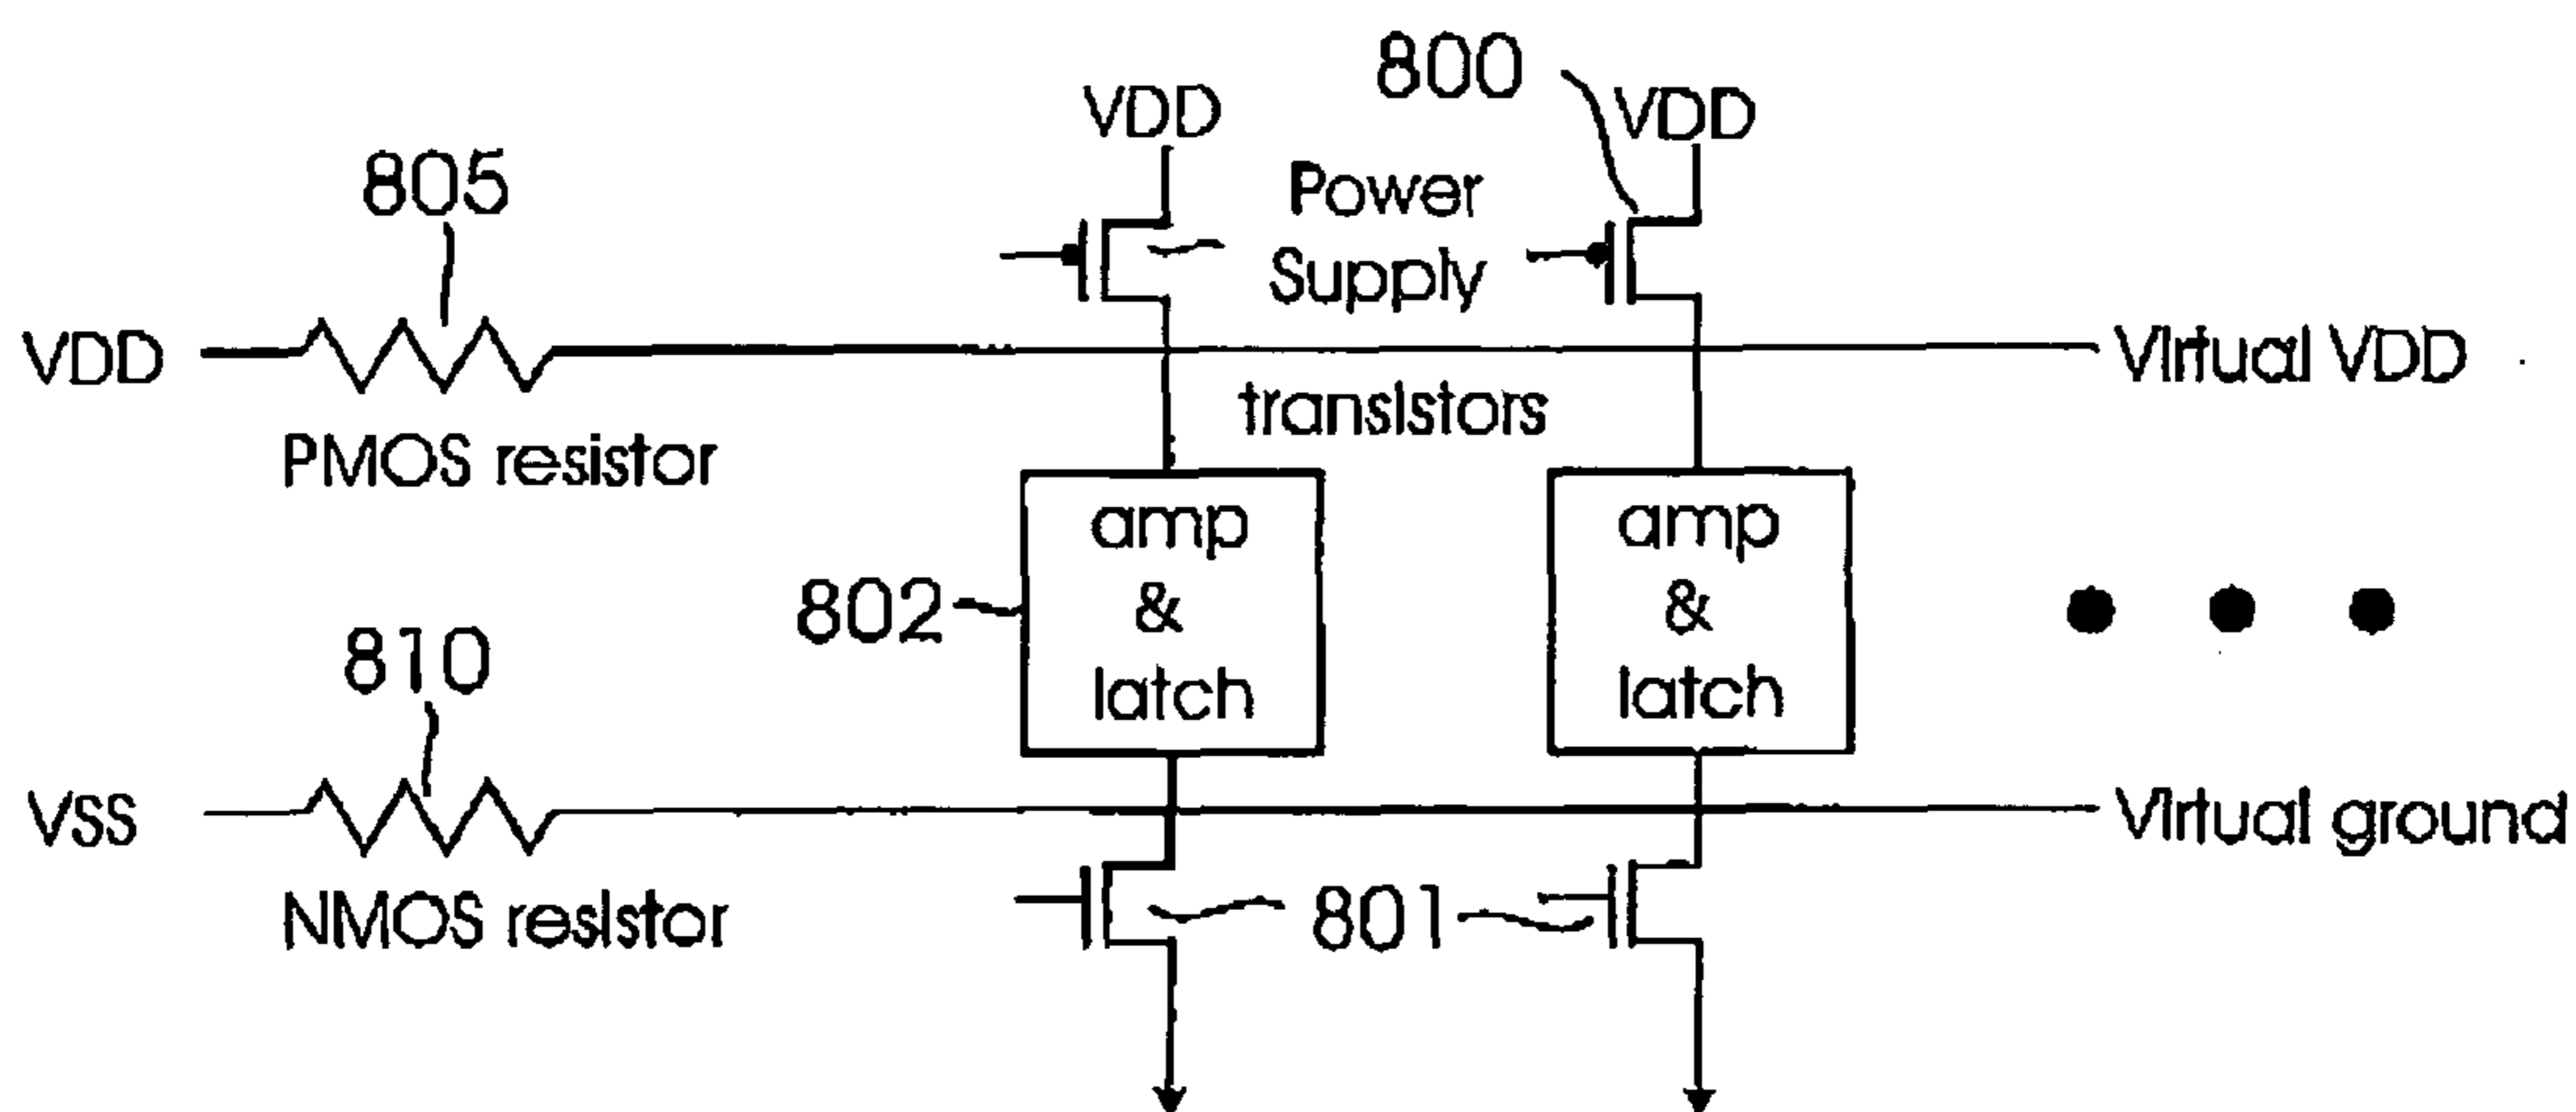 800
VDD
VDD
805
Power
Supply
VDD
Virtual VDD
transistors
PMOS resistor
amp
&
latch
amp
&
latch
802
810
VSS
Virtual ground
NMOS resistor
801